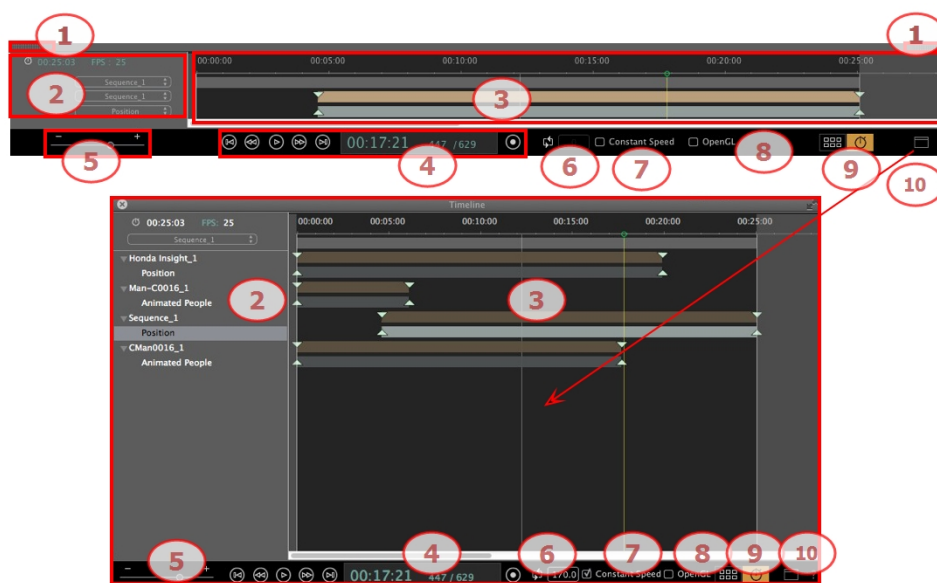 1 1
00:25:03 FPS: 25 00:00:00 00:05:00 00:10:00 00:15:00 00:20:00 00:25:00
Sequence_1
2 Sequence_1 3
Position
- +
5 00:17:21 447 /629 4 6 Constant Speed 7 OpenGL 8 9 10
Timeline
00:25:03 FPS: 25 00:00:00 00:05:00 00:10:00 00:15:00 00:20:00 00:25:00
Sequence_1
Honda Insight_1
Position
Man-C0016_1
Animated People 2 3
Sequence_1
Position
CMan0016_1
Animated People
5 4 6 7 8 9 10
- + 00:17:21 447 / 629 170.0 Constant Speed OpenGL